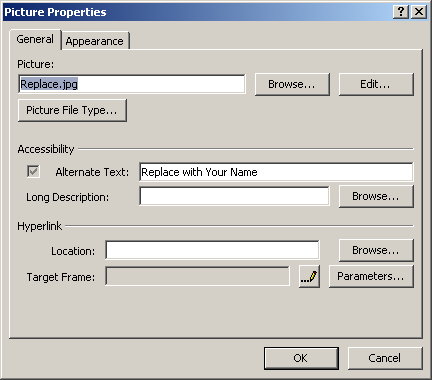 Picture Properties
General Appearance
Picture:
Replace.jpg Browse... Edit...
Picture File Type...
Accessibility
Alternate Text: Replace with Your Name
Long Description: Browse...
Hyperlink
Location: Browse...
Target Frame: Parameters...
OK Cancel